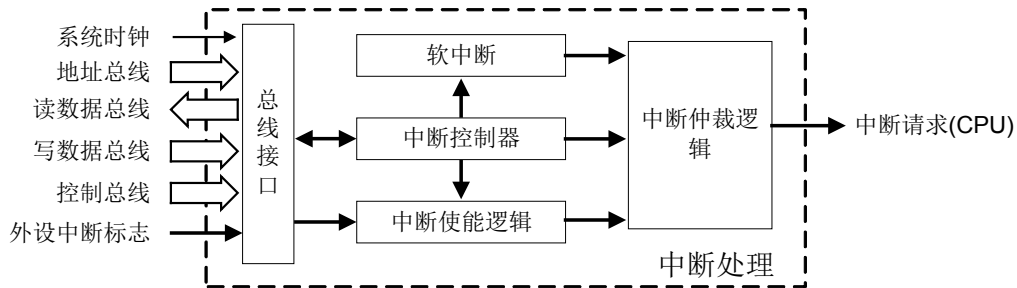 系统时钟
地址总线
读数据总线
写数据总线
控制总线
外设中断标志
总线接口
软中断
中断控制器
中断使能逻辑
中断仲裁逻
辑
中断请求(CPU)
中断处理